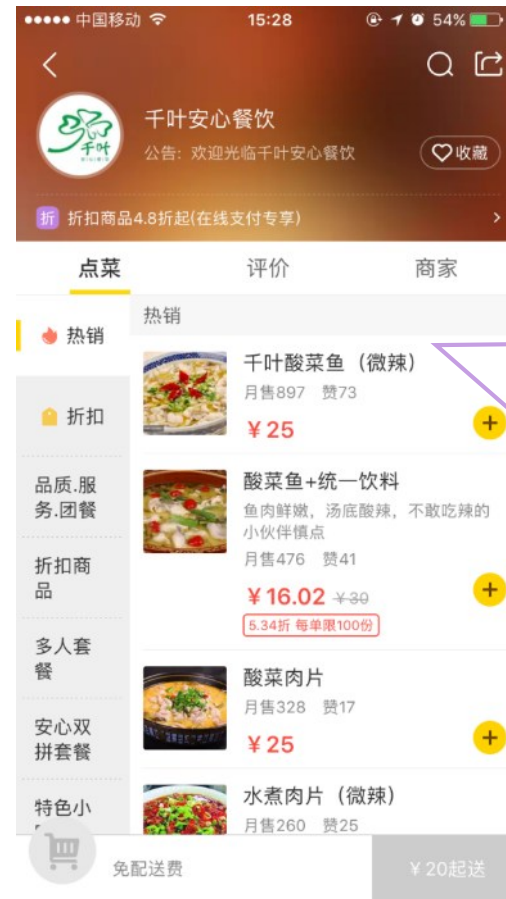 中国移动 15:28 54%
千叶
千叶安心餐饮
公告：欢迎光临千叶安心餐饮
收藏
折 折扣商品4.8折起(在线支付专享)
点菜 评价 商家
热销
热销
折扣
品质.服
务.团餐
折扣商
品
多人套
餐
安心双
拼套餐
特色小
千叶酸菜鱼（微辣）
月售897 赞73
￥25
酸菜鱼+统一饮料
鱼肉鲜嫩，汤底酸辣，不敢吃辣的
小伙伴慎点
月售476 赞41
￥16.02 ￥30
5.34折 每单限100份
酸菜肉片
月售328 赞17
￥25
水煮肉片（微辣）
月售260 赞25
免配送费
￥20起送